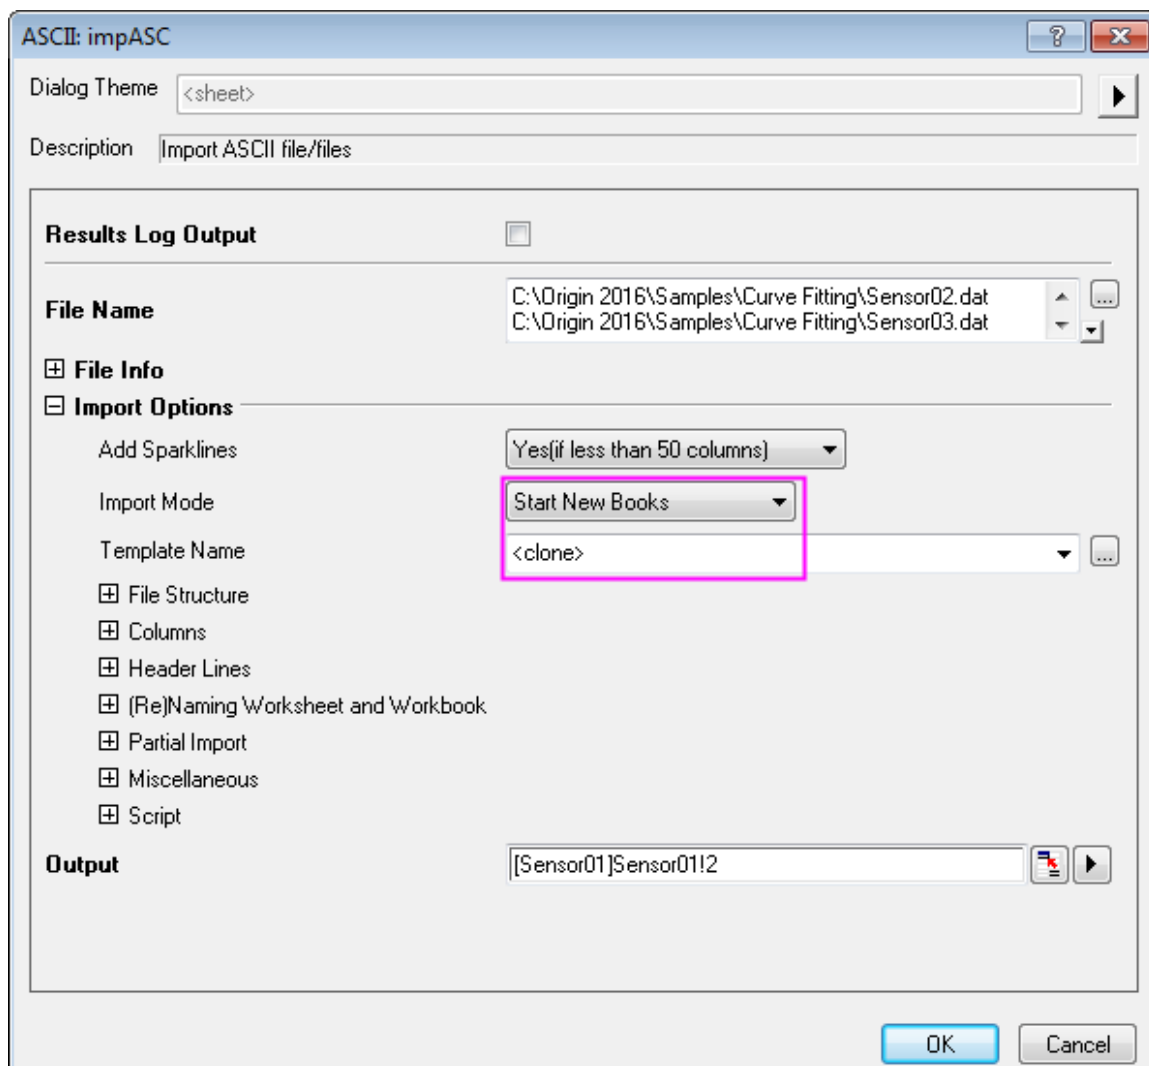 ASCII: impASC
Dialog Theme <sheet>
Description Import ASCII file/files
Results Log Output
File Name C:\Origin 2016\Samples\Curve Fitting\Sensor02.dat
C:\Origin 2016\Samples\Curve Fitting\Sensor03.dat
File Info
Import Options
Add Sparklines Yes(if less than 50 columns)
Import Mode Start New Books
Template Name <clone>
File Structure
Columns
Header Lines
(Re)Naming Worksheet and Workbook
Partial Import
Miscellaneous
Script
Output [Sensor01]Sensor01!2
OK Cancel